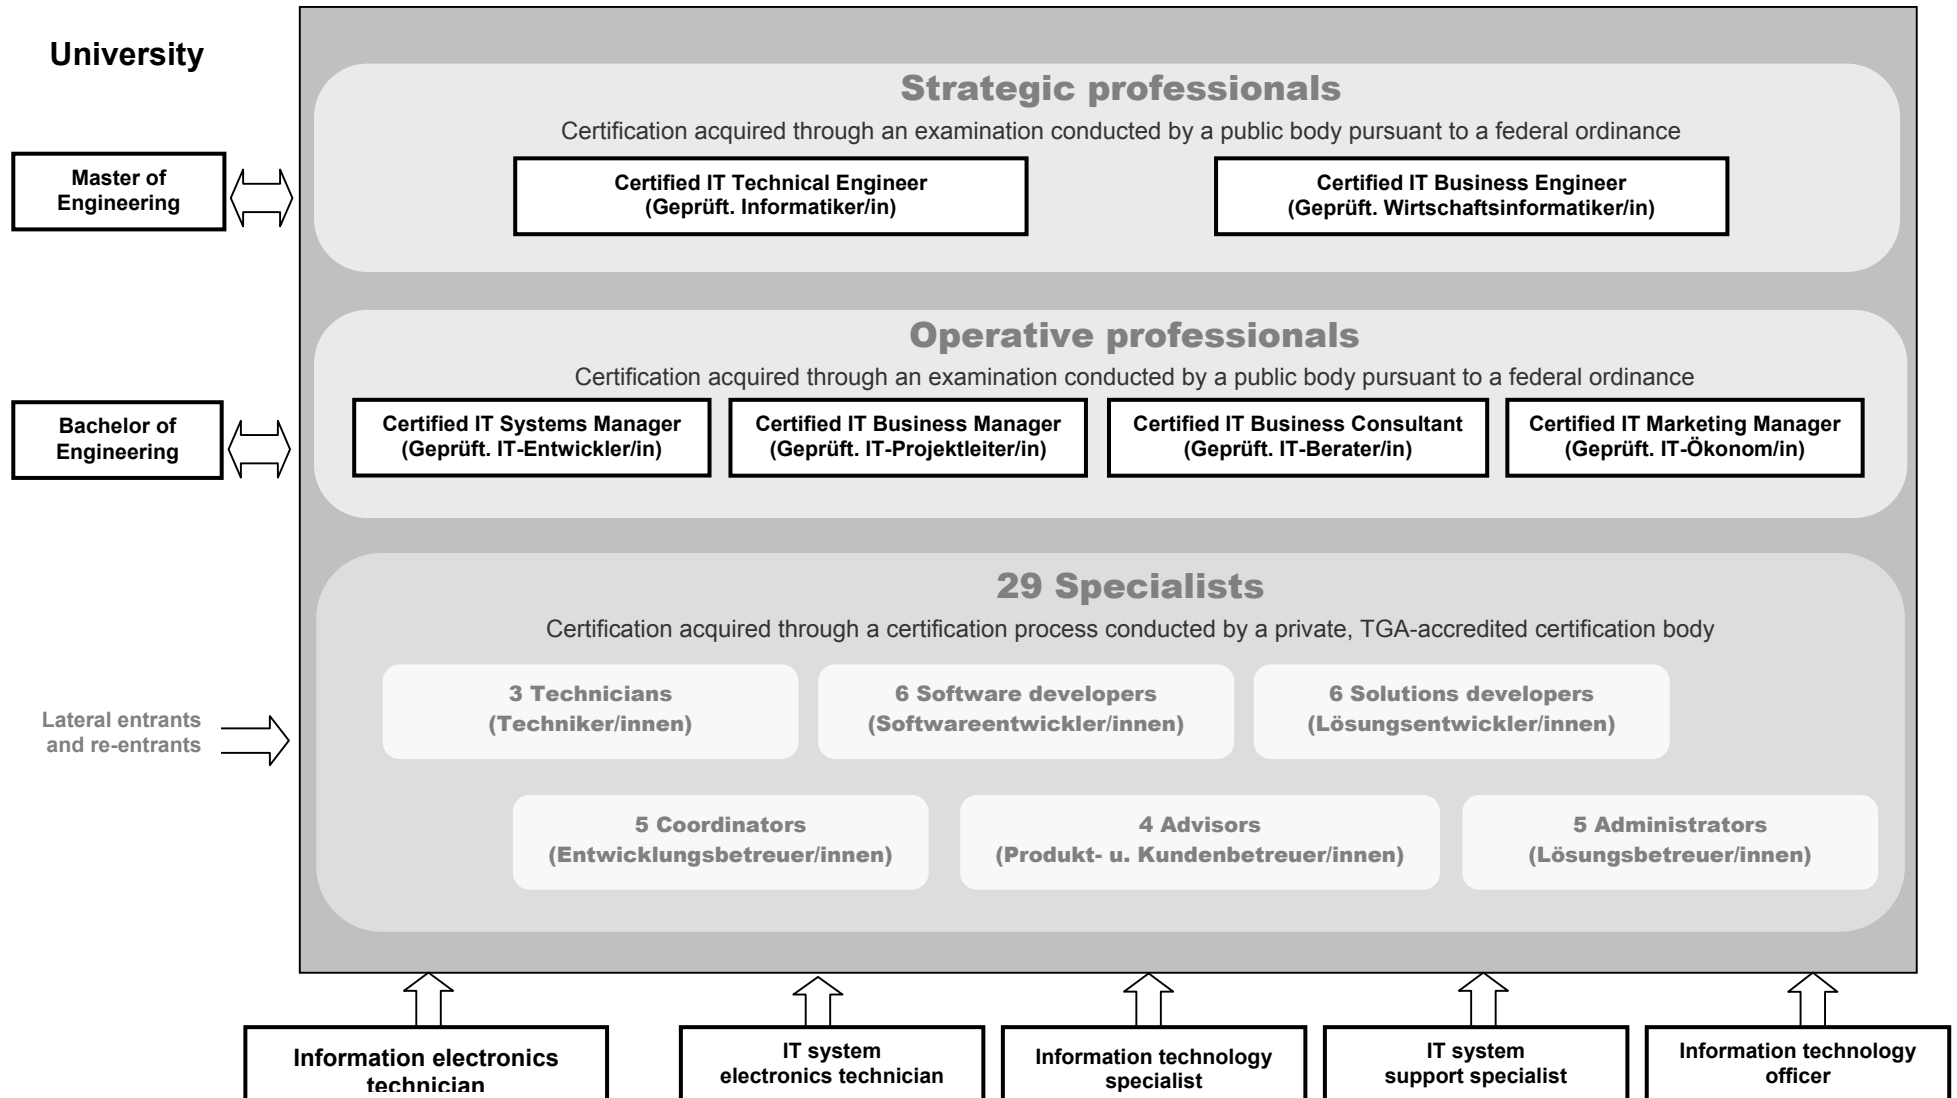 University
Strategic professionals
Certification acquired through an examination conducted by a public body pursuant to a federal ordinance
Master of
Engineering
Certified IT Technical Engineer
(Geprüft. Informatiker/in)
Certified IT Business Engineer
(Geprüft. Wirtschaftsinformatiker/in)
Operative professionals
Certification acquired through an examination conducted by a public body pursuant to a federal ordinance
Bachelor of
Engineering
Certified IT Systems Manager
(Geprüft. IT-Entwickler/in)
Certified IT Business Manager
(Geprüft. IT-Projektleiter/in)
Certified IT Business Consultant
(Geprüft. IT-Berater/in)
Certified IT Marketing Manager
(Geprüft. IT-Ökonom/in)
29 Specialists
Certification acquired through a certification process conducted by a private, TGA-accredited certification body
Lateral entrants
and re-entrants
3 Technicians
(Techniker/innen)
6 Software developers
(Softwareentwickler/innen)
6 Solutions developers
(Lösungsentwickler/innen)
5 Coordinators
(Entwicklungsbetreuer/innen)
4 Advisors
(Produkt- u. Kundenbetreuer/innen)
5 Administrators
(Lösungsbetreuer/innen)
Information electronics
technician
IT system
electronics technician
Information technology
specialist
IT system
support specialist
Information technology
officer